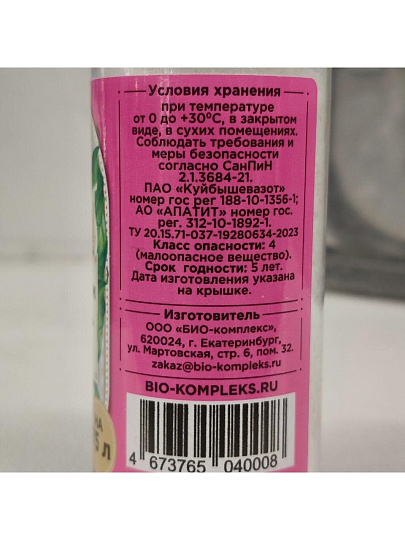 Условия хранения
при температуре
от 0 до +30°С, в закрытом
виде, в сухих помещениях.
Соблюдать требования и
меры безопасности
согласно СанПиН
2.1.3684-21.
ПАО «Куйбышевазот»
номер гос рег 188-10-1356-1;
АО «АПАТИТ» номер гос.
рег. 312-10-1892-1.
ТУ 20.15.71-037-19280634-2023
Класс опасности: 4
(малоопасное вещество).
Срок годности: 5 лет.
Дата изготовления указана
на крышке.
Изготовитель
ООО «БИО-комплекс»,
620024, г. Екатеринбург,
ул. Мартовская, стр. 6, пом. 32.
zakaz@bio-kompleks.ru
BIO-KOMPLEKS.RU
НА
5 Л
4 673765 040008